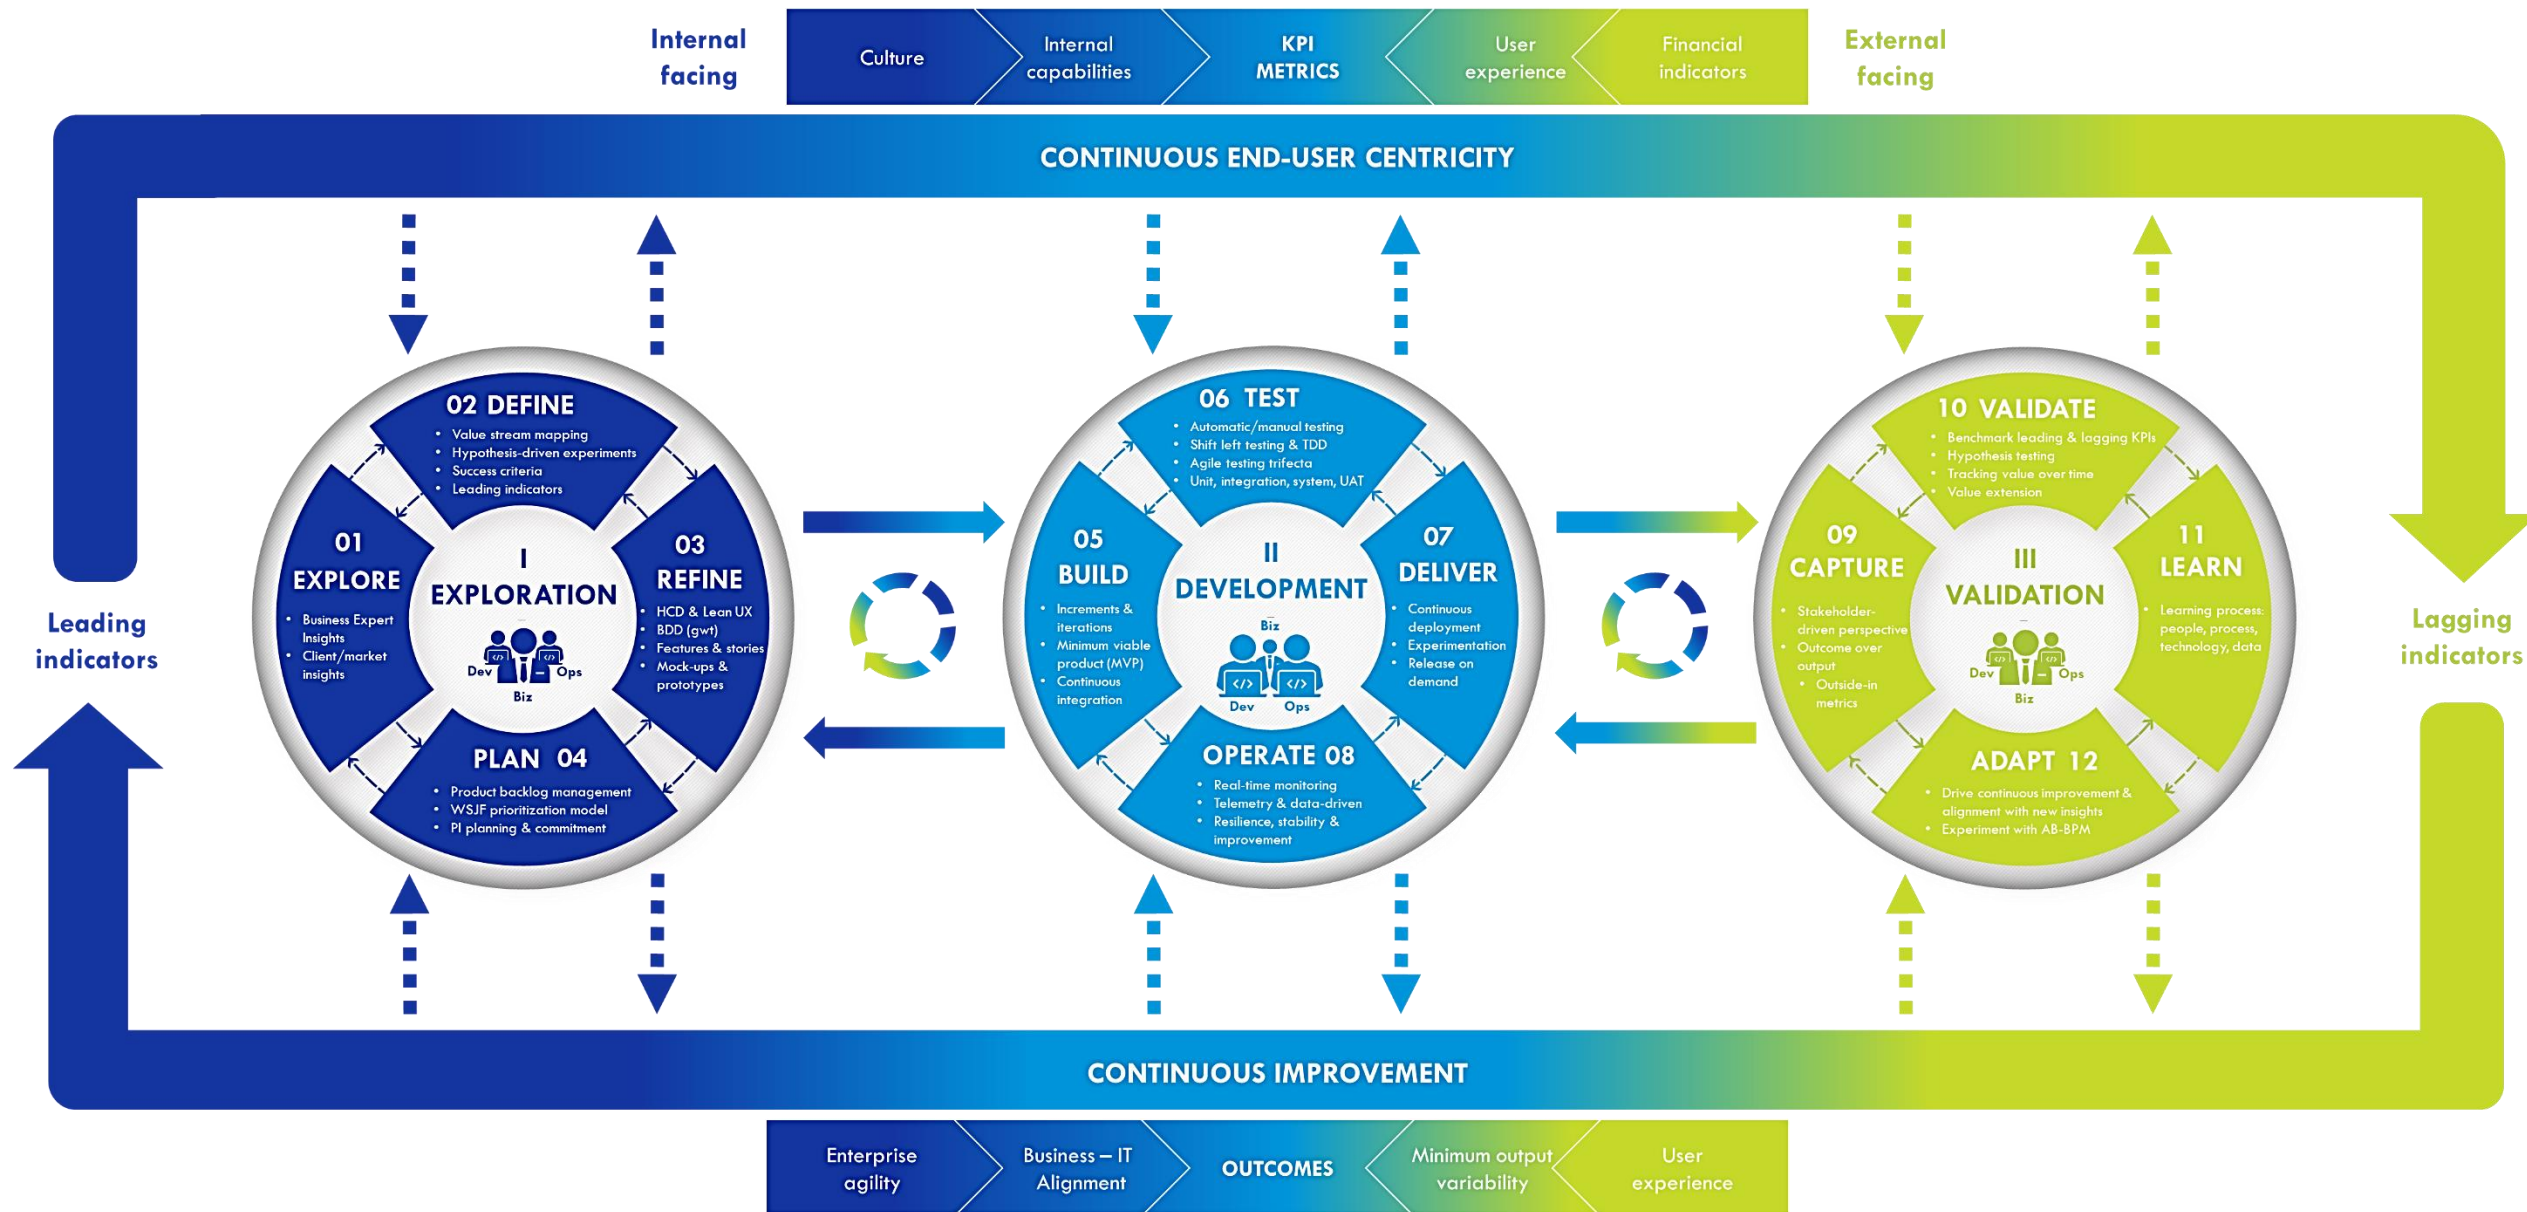 Internal
facing
Culture
Internal
capabilities
KPI
METRICS
User
experience
Financial
indicators
External
facing
CONTINUOUS END-USER CENTRICITY
Leading
indicators
02 DEFINE
• Value stream mapping
• Hypothesis-driven experiments
• Success criteria
• Leading indicators
01
EXPLORE
• Business Expert
Insights
• Client/market
insights
I
EXPLORATION
Dev
Ops
Biz
03
REFINE
• HCD & Lean UX
• BDD (gwt)
• Features & stories
• Mock-ups &
prototypes
PLAN 04
• Product backlog management
• WSJF prioritization model
• PI planning & commitment
06 TEST
• Automatic/manual testing
• Shift left testing & TDD
• Agile testing trifecta
• Unit, integration, system, UAT
05
BUILD
• Increments &
iterations
• Minimum viable
product (MVP)
• Continuous
integration
II
DEVELOPMENT
Biz
</>
</>
Dev
Ops
07
DELIVER
• Continuous
deployment
• Experimentation
• Release on
demand
OPERATE 08
• Real-time monitoring
• Telemetry & data-driven
• Resilience, stability &
improvement
10 VALIDATE
• Benchmark leading & lagging KPIs
• Hypothesis testing
• Tracking value over time
• Value extension
09
CAPTURE
• Stakeholder-
driven perspective
• Outcome over
output
• Outside-in
metrics
III
VALIDATION
Dev
Ops
Biz
11
LEARN
• Learning process:
people, process,
technology, data
ADAPT 12
• Drive continuous improvement &
alignment with new insights
• Experiment with AB-BPM
Lagging
indicators
CONTINUOUS IMPROVEMENT
Enterprise
agility
Business – IT
Alignment
OUTCOMES
Minimum output
variability
User
experience